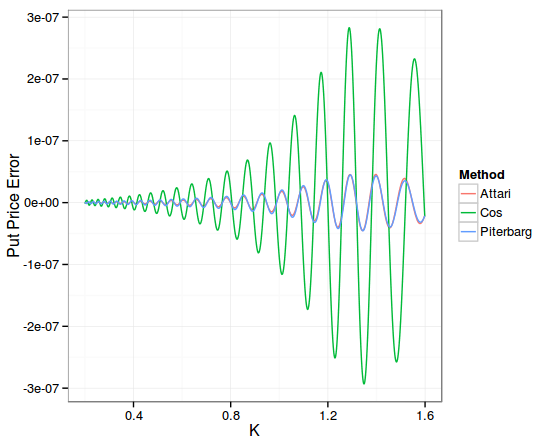 3e-07
2e-07
1e-07
0e+00
-1e-07
-2e-07
-3e-07
Put Price Error
0.4 0.8 1.2 1.6
K
Method
Attari
Cos
Piterbarg